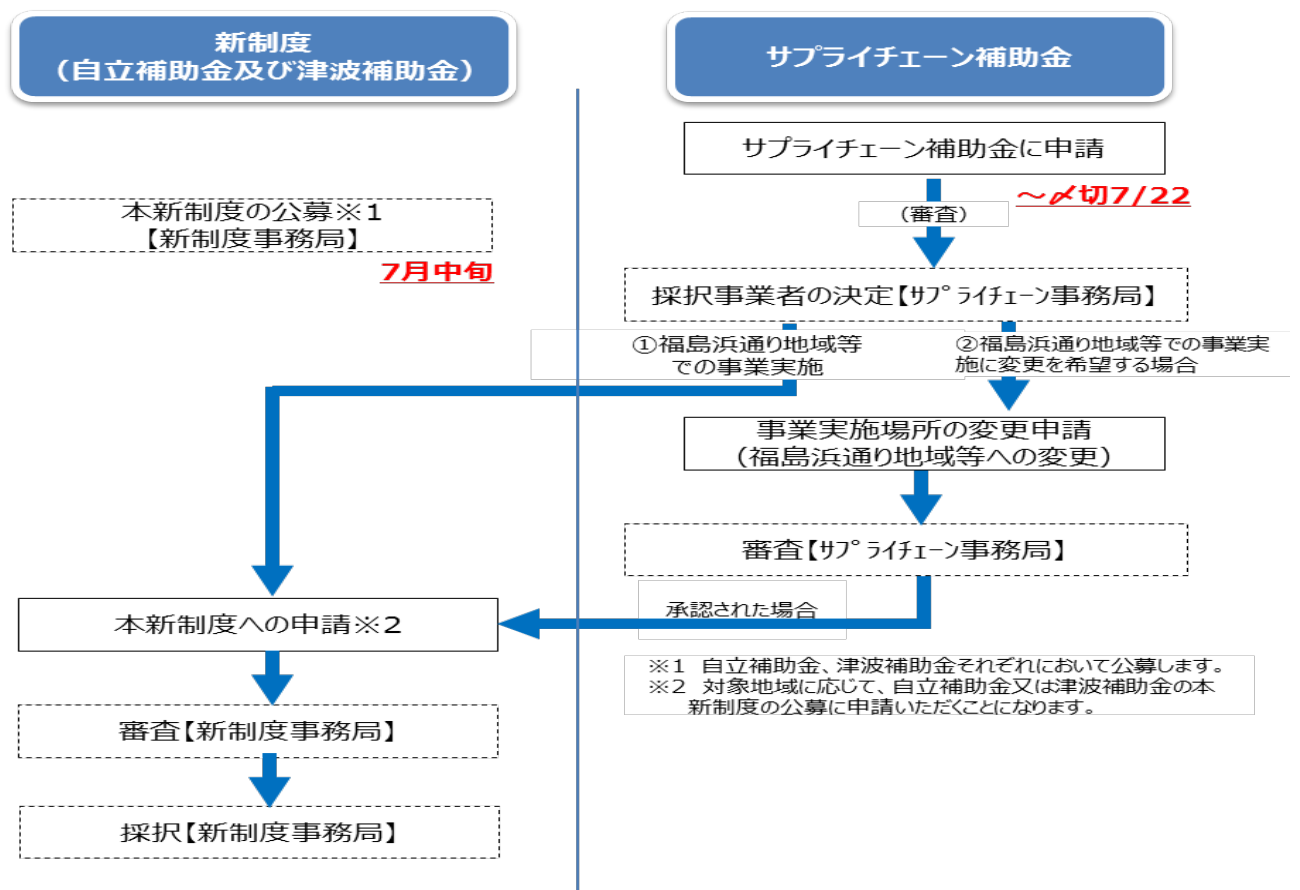 新制度
（自立補助金及び津波補助金）
サプライチェーン補助金
サプライチェーン補助金に申請
～〆切7/22
（審査）
本新制度の公募※1
【新制度事務局】
7月中旬
採択事業者の決定【ｻﾌﾟﾗｲﾁｪｰﾝ事務局】
①福島浜通り地域等
での事業実施
②福島浜通り地域等での事業実
施に変更を希望する場合
事業実施場所の変更申請
（福島浜通り地域等への変更）
審査【ｻﾌﾟﾗｲﾁｪｰﾝ事務局】
承認された場合
本新制度への申請※2
※1　自立補助金、津波補助金それぞれにおいて公募します。
※2　対象地域に応じて、自立補助金又は津波補助金の本
新制度の公募に申請いただくことになります。
審査【新制度事務局】
採択【新制度事務局】